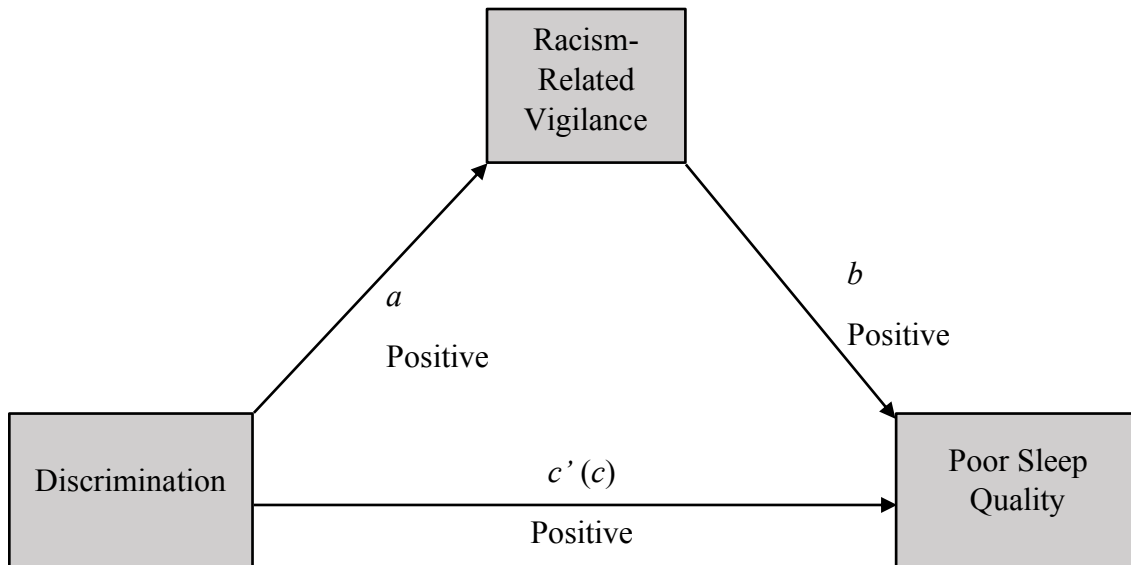 Racism-
Related
Vigilance
a
Positive
b
Positive
Discrimination
c’ (c)
Positive
Poor Sleep
Quality